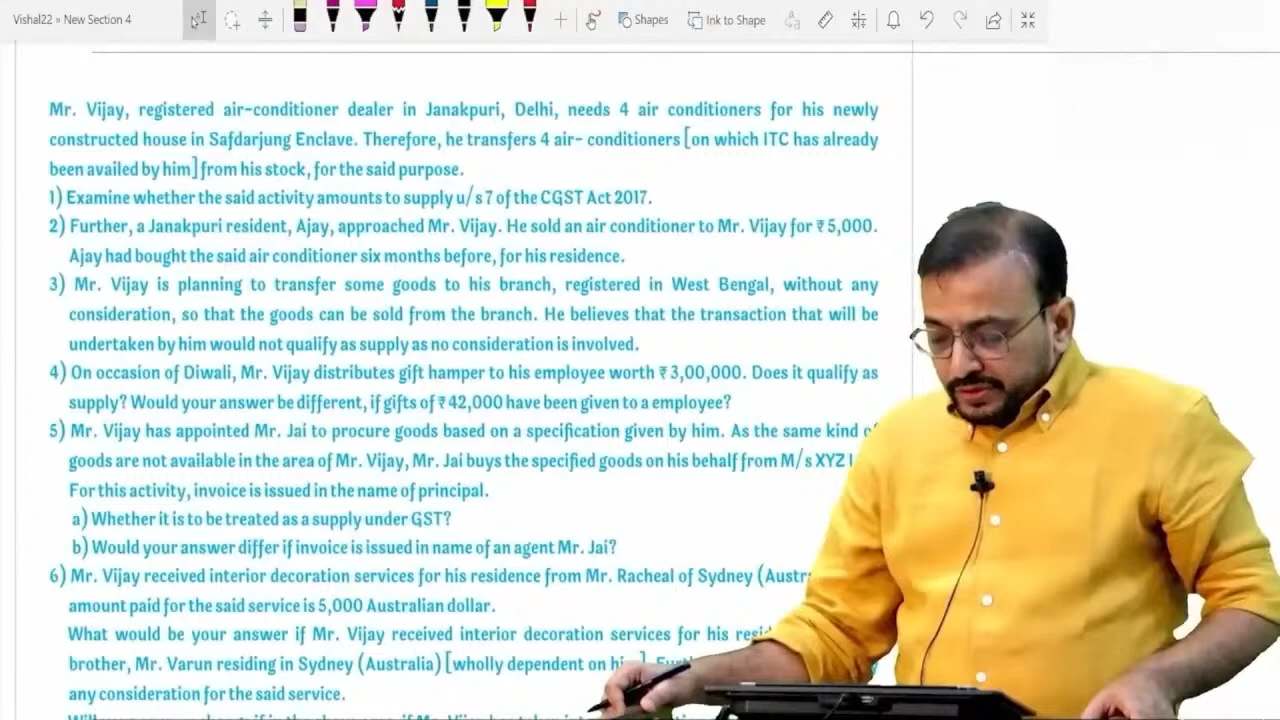 Vishal22 » New Section 4
Shapes
Ink to Shape
Mr. Vijay, registered air-conditioner dealer in Janakpuri, Delhi, needs 4 air conditioners for his newly
constructed house in Safdarjung Enclave. Therefore, he transfers 4 air- conditioners [on which ITC has already
been availed by him] from his stock, for the said purpose.
1) Examine whether the said activity amounts to supply u/s 7 of the CGST Act 2017.
2) Further, a Janakpuri resident, Ajay, approached Mr. Vijay. He sold an air conditioner to Mr. Vijay for ₹ 5,000.
Ajay had bought the said air conditioner six months before, for his residence.
3) Mr. Vijay is planning to transfer some goods to his branch, registered in West Bengal, without any
consideration, so that the goods can be sold from the branch. He believes that the transaction that will be
undertaken by him would not qualify as supply as no consideration is involved.
4) On occasion of Diwali, Mr. Vijay distributes gift hamper to his employee worth ₹ 3,00,000. Does it qualify as
supply? Would your answer be different, if gifts of ₹ 42,000 have been given to a employee?
5) Mr. Vijay has appointed Mr. Jai to procure goods based on a specification given by him. As the same kind of
goods are not available in the area of Mr. Vijay, Mr. Jai buys the specified goods on his behalf from M/s XYZ
For this activity, invoice is issued in the name of principal.
a) Whether it is to be treated as a supply under GST?
b) Would your answer differ if invoice is issued in name of an agent Mr. Jai?
6) Mr. Vijay received interior decoration services for his residence from Mr. Racheal of Sydney (Austr
amount paid for the said service is 5,000 Australian dollar.
What would be your answer if Mr. Vijay received interior decoration services for his resi
brother, Mr. Varun residing in Sydney (Australia) [wholly dependent on
any consideration for the said service.